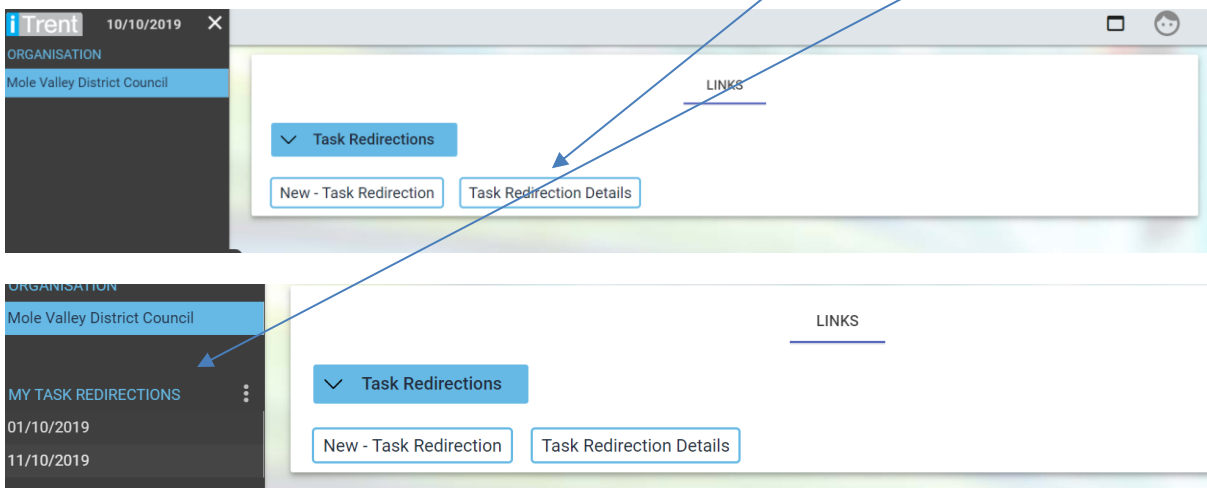 iTrent 10/10/2019
ORGANISATION
Mole Valley District Council
LINKS
Task Redirections
New - Task Redirection Task Redirection Details
ORGANISATION
Mole Valley District Council
LINKS
MY TASK REDIRECTIONS
01/10/2019
11/10/2019
Task Redirections
New - Task Redirection Task Redirection Details